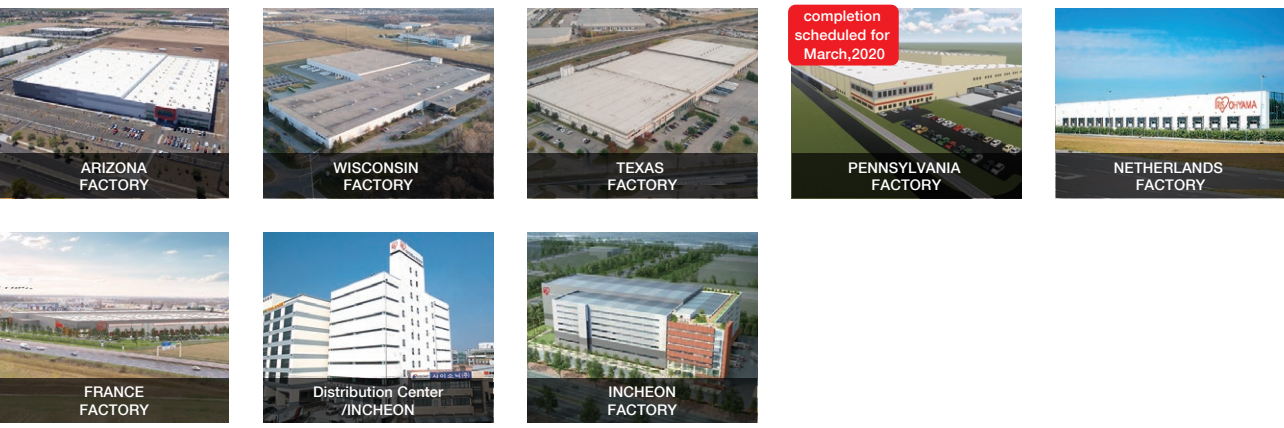 ARIZONA
FACTORY
WISCONSIN
FACTORY
TEXAS
FACTORY
completion
scheduled for
March,2020
PENNSYLVANIA
FACTORY
OHYAMA
NETHERLANDS
FACTORY
FRANCE
FACTORY
Distribution Center
/INCHEON
INCHEON
FACTORY